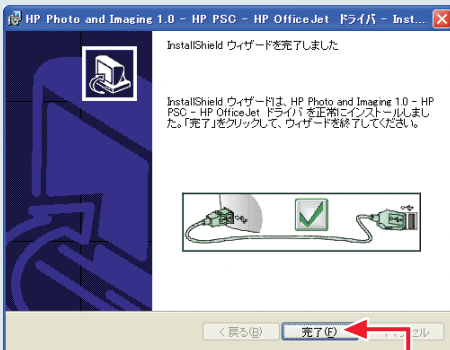 HP Photo and Imaging 1.0 - HP PSC - HP OfficeJet ドライバ - Inst...
InstallShield ウィザードを完了しました
InstallShield ウィザードは、HP Photo and Imaging 1.0 - HP
PSC - HP OfficeJet ドライバ を正常にインストールしまし
た。「完了」をクリックして、ウィザードを終了してください。
< 戻る(B)
完了(F)